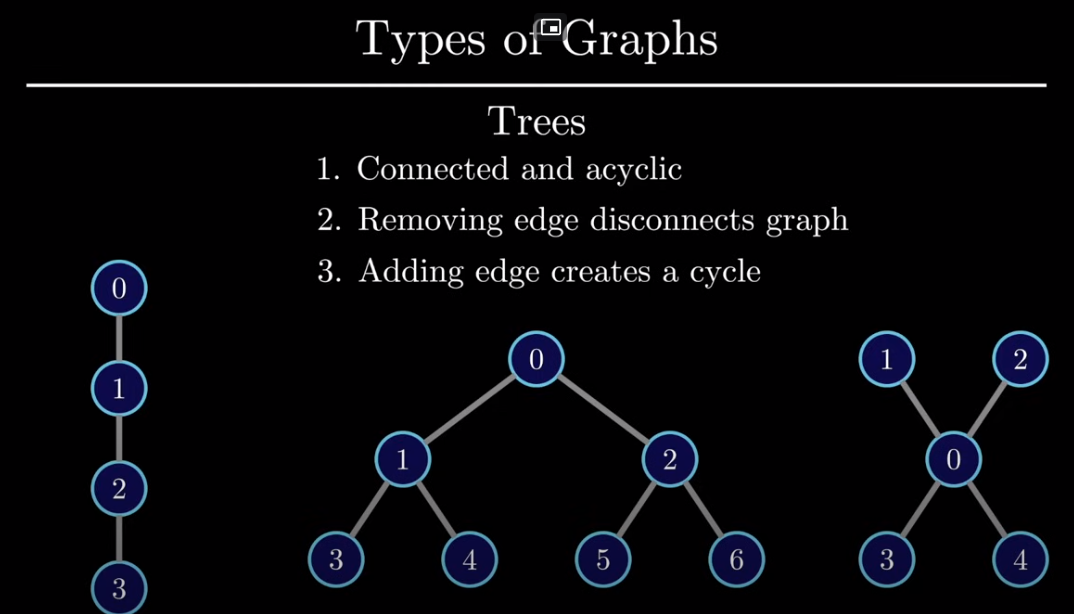 Types of Graphs
Trees
1. Connected and acyclic
2. Removing edge disconnects graph
3. Adding edge creates a cycle
0
1
2
3
0
1 2
3 4 5 6
1 2
0
3 4